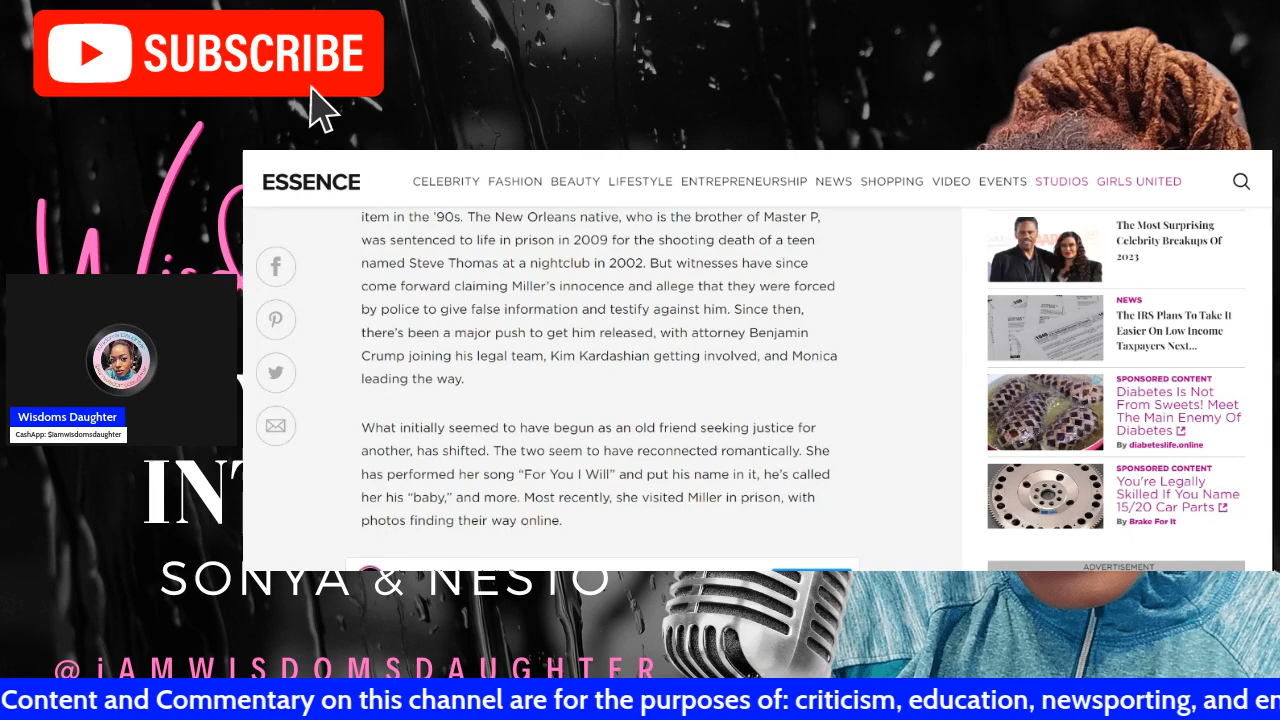 SUBSCRIBE
ESSENCE
CELEBRITY FASHION BEAUTY LIFESTYLE ENTREPRENEURSHIP NEWS SHOPPING VIDEO EVENTS STUDIOS GIRLS UNITED
item in the '90s. The New Orleans native, who is the brother of Master P,
was sentenced to life in prison in 2009 for the shooting death of a teen
named Steve Thomas at a nightclub in 2002. But witnesses have since
come forward claiming Miller's innocence and allege that they were forced
by police to give false information and testify against him. Since then,
there's been a major push to get him released, with attorney Benjamin
Crump joining his legal team, Kim Kardashian getting involved, and Monica
leading the way.
What initially seemed to have begun as an old friend seeking justice for
another, has shifted. The two seem to have reconnected romantically. She
has performed her song “For You I Will” and put his name in it, he's called
her his “baby,” and more. Most recently, she visited Miller in prison, with
photos finding their way online.
The Most Surprising
Celebrity Breakups Of
2023
NEWS
The IRS Plans To Take It
Easier On Low Income
Taxpayers Next...
SPONSORED CONTENT
Diabetes Is Not
From Sweets! Meet
The Main Enemy Of
Diabetes
By diabeteslife.online
SPONSORED CONTENT
You're Legally
Skilled If You Name
15/20 Car Parts
By Brake For It
ADVERTISEMENT
Wisdoms Daughter
CashApp: $iamwisdomsdaughter
SONYA & NESTO
@iAMWISDOMSDAUGHTER
Content and Commentary on this channel are for the purposes of: criticism, education, newsporting, and